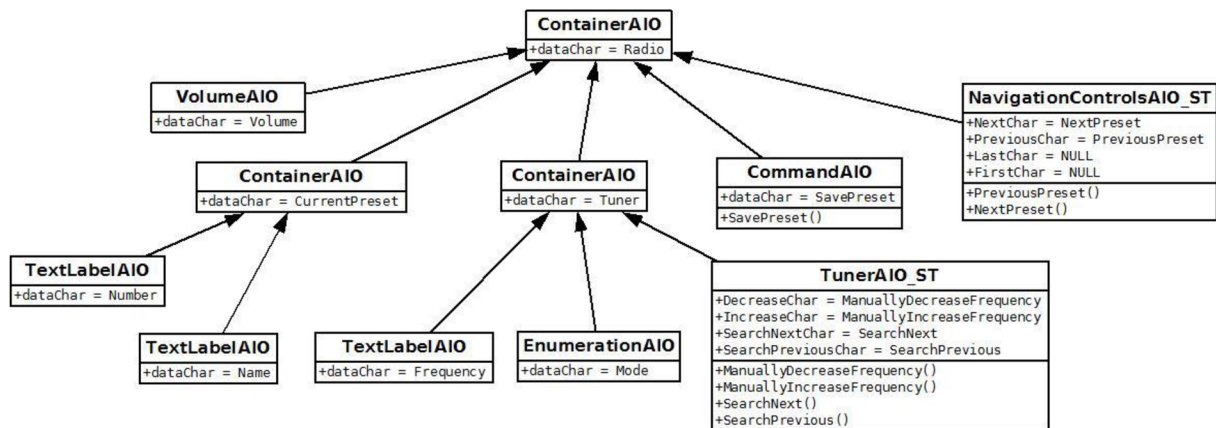 ContainerAIO
+dataChar = Radio
VolumeAIO
+dataChar = Volume
NavigationControlsAIO_ST
+NextChar = NextPreset
+PreviousChar = PreviousPreset
+LastChar = NULL
+FirstChar = NULL
+PreviousPreset()
+NextPreset()
ContainerAIO
+dataChar = CurrentPreset
ContainerAIO
+dataChar = Tuner
CommandAIO
+dataChar = SavePreset
+SavePreset()
TextLabelAIO
+dataChar = Number
TextLabelAIO
+dataChar = Name
TextLabelAIO
+dataChar = Frequency
EnumerationAIO
+dataChar = Mode
TunerAIO_ST
+DecreaseChar = ManuallyDecreaseFrequency
+IncreaseChar = ManuallyIncreaseFrequency
+SearchNextChar = SearchNext
+SearchPreviousChar = SearchPrevious
+ManuallyDecreaseFrequency()
+ManuallyIncreaseFrequency()
+SearchNext()
+SearchPrevious()